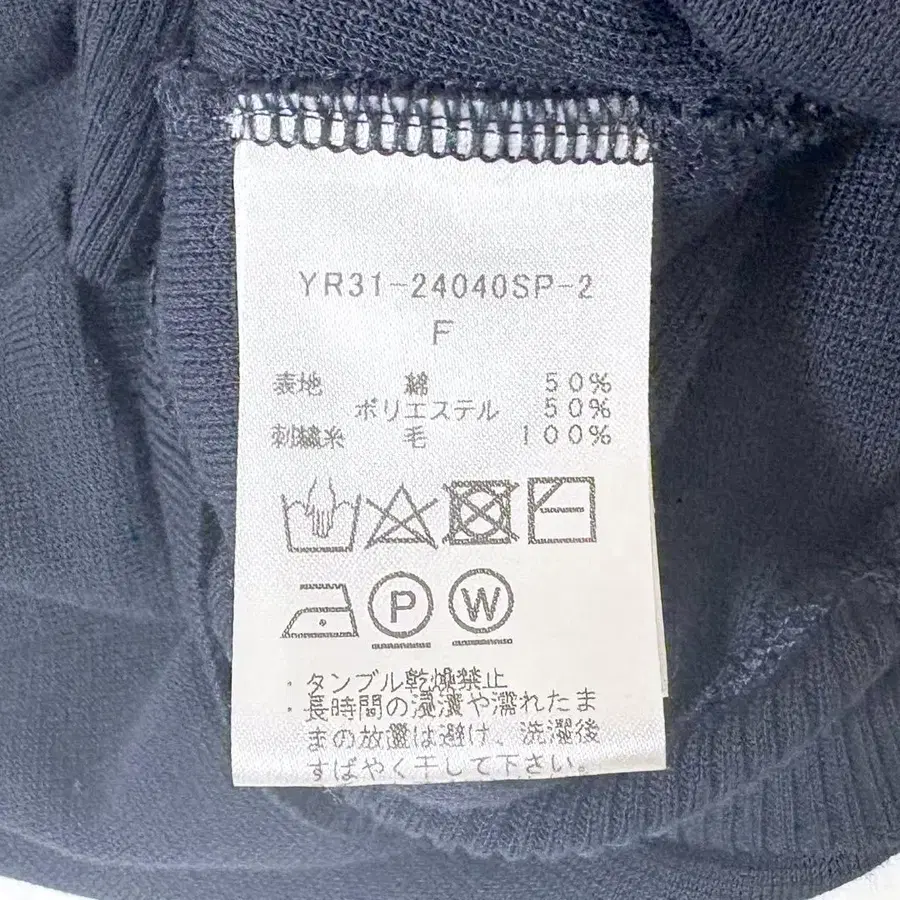 YR31-24040SP-2
F
表地 綿 50%
ポリエステル 50%
刺繍糸 毛 100%
P W
・タンブル乾燥禁止
・長時間の浸漬や濡れたま
まの放置は避け、洗濯後
すばやく干して下さい。